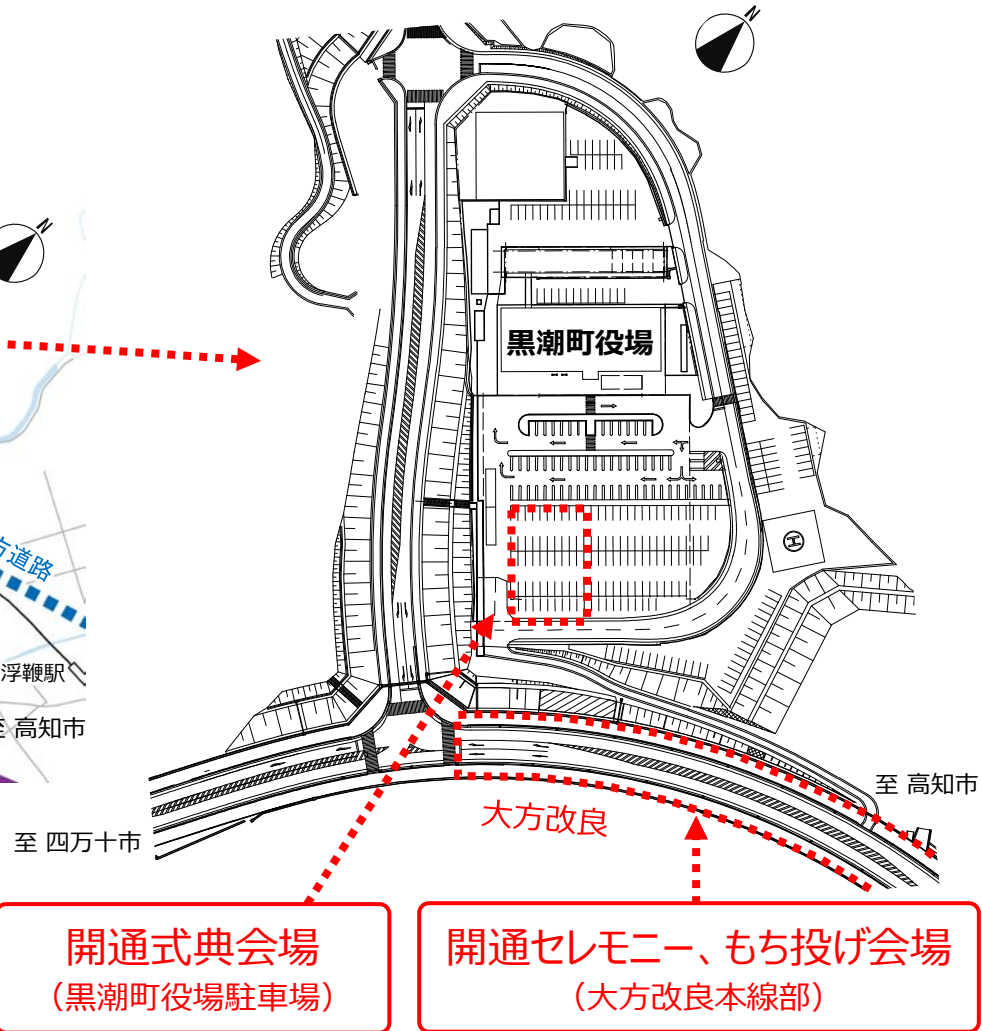 N
N
黒潮町役場
方道路
浮鞭駅
至 高知市
H
至 高知市
大方改良
至 四万十市
開通式典会場
（黒潮町役場駐車場）
開通セレモニー、もち投げ会場
（大方改良本線部）